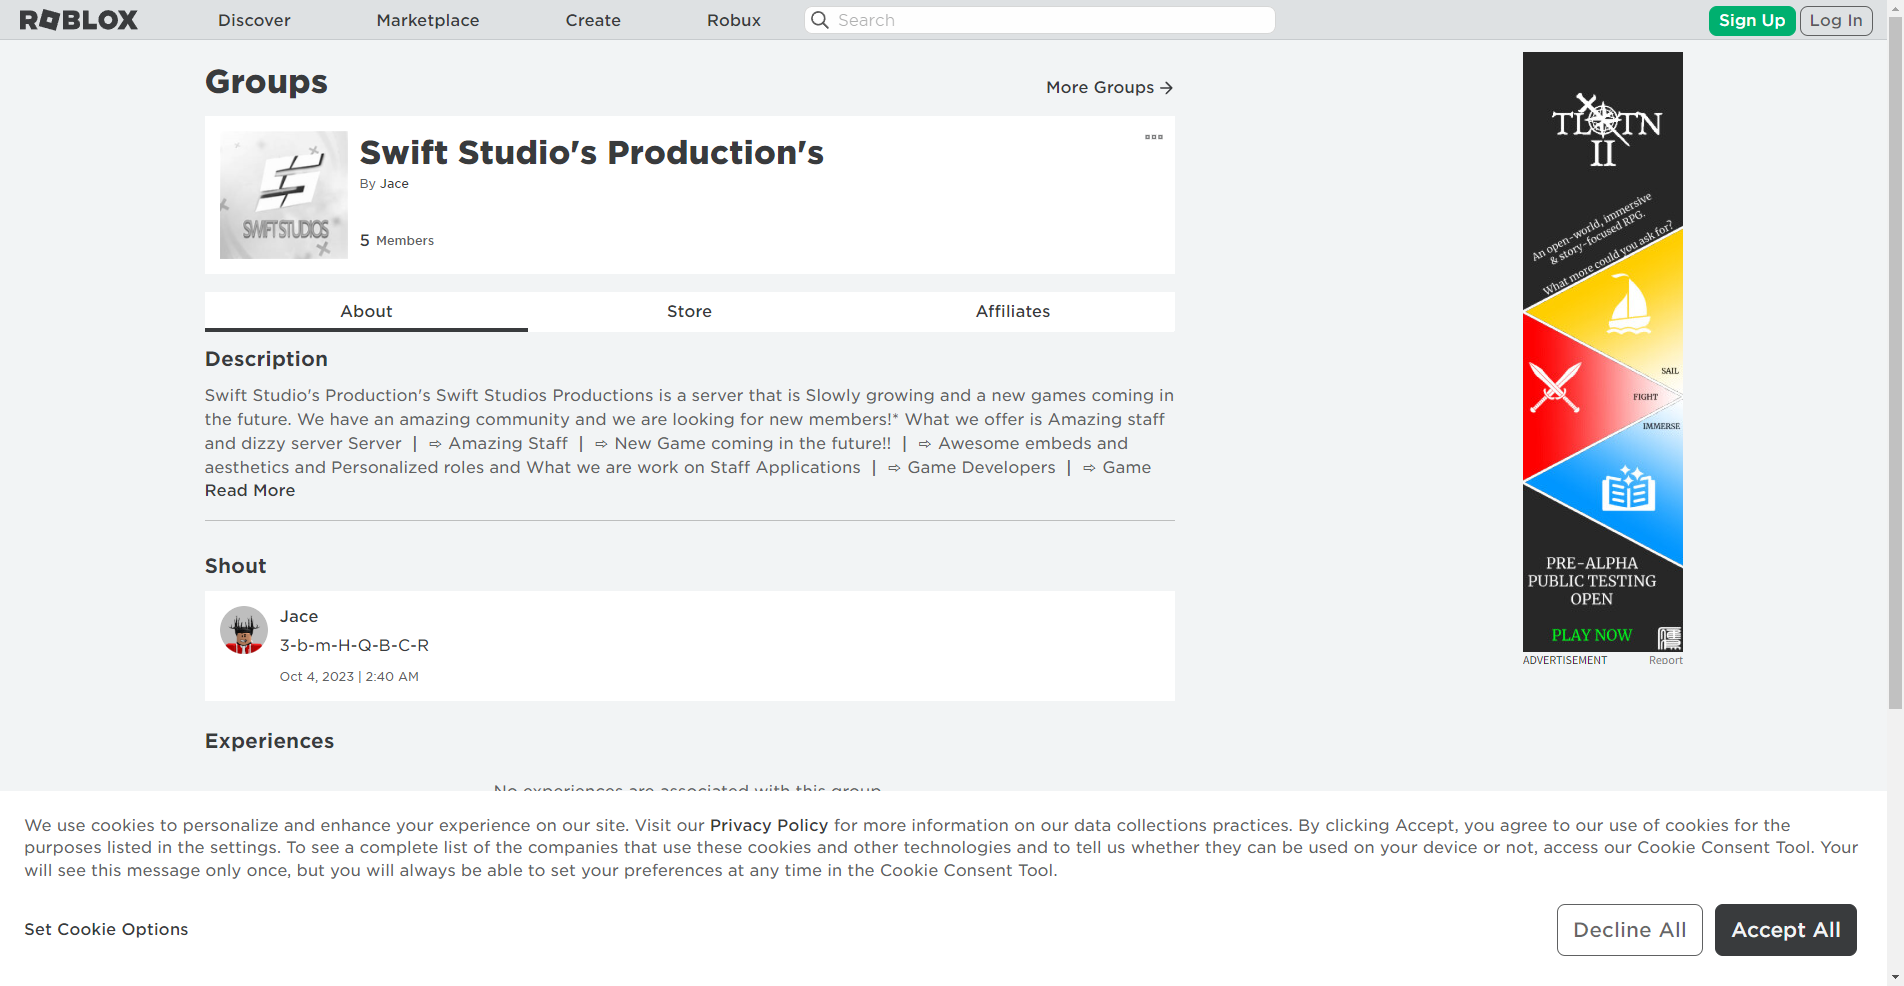 ROBLOX Discover Marketplace Create Robux Search Sign Up Log In
Groups
More Groups →
SWIFT STUDIOS
Swift Studio's Production's
By Jace
5 Members
About Store Affiliates
Description
Swift Studio's Production's Swift Studios Productions is a server that is Slowly growing and a new games coming in
the future. We have an amazing community and we are looking for new members!* What we offer is Amazing staff
and dizzy server Server | ⇨ Amazing Staff | ⇨ New Game coming in the future!! | ⇨ Awesome embeds and
aesthetics and Personalized roles and What we are work on Staff Applications | ⇨ Game Developers | ⇨ Game
Read More
Shout
Jace
3-b-m-H-Q-B-C-R
Oct 4, 2023 | 2:40 AM
Experiences
No experiences are associated with this group
TLOTN
II
An open-world, immersive
& story-focused RPG.
What more could you ask for?
SAIL
FIGHT
IMMERSE
PRE-ALPHA
PUBLIC TESTING
OPEN
PLAY NOW
ADVERTISEMENT Report
We use cookies to personalize and enhance your experience on our site. Visit our Privacy Policy for more information on our data collections practices. By clicking Accept, you agree to our use of cookies for the
purposes listed in the settings. To see a complete list of the companies that use these cookies and other technologies and to tell us whether they can be used on your device or not, access our Cookie Consent Tool. Your
will see this message only once, but you will always be able to set your preferences at any time in the Cookie Consent Tool.
Set Cookie Options
Decline All
Accept All